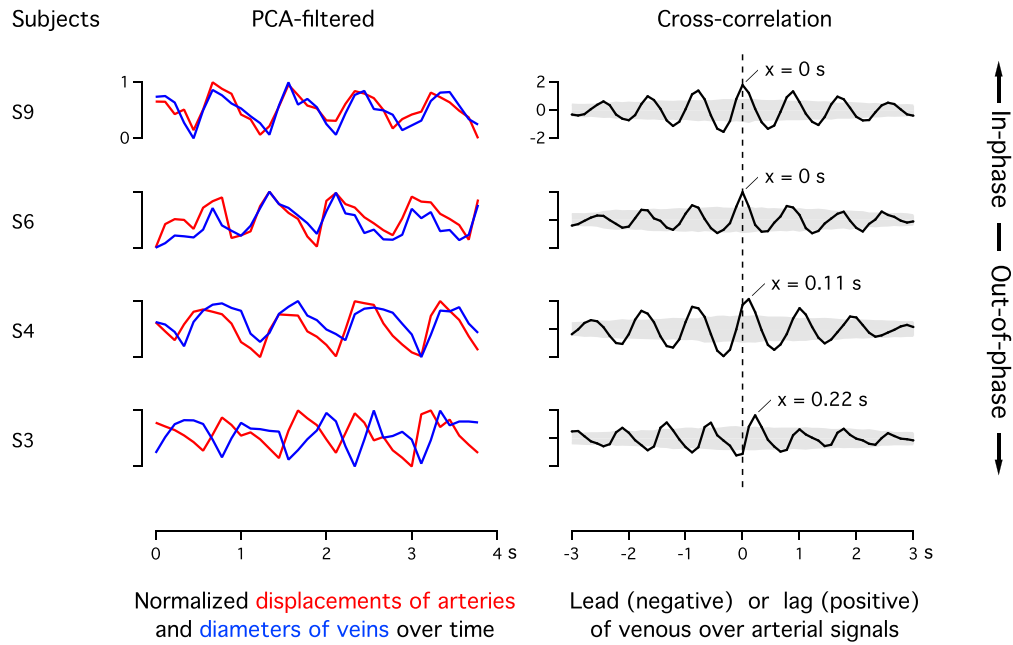 Subjects
PCA-filtered
Cross-correlation
S9
1
0
2
0
-2
x = 0 s
S6
x = 0 s
S4
x = 0.11 s
S3
x = 0.22 s
In-phase
Out-of-phase
0 1 2 3 4 s
-3 -2 -1 0 1 2 3 s
Normalized displacements of arteries
and diameters of veins over time
Lead (negative) or lag (positive)
of venous over arterial signals